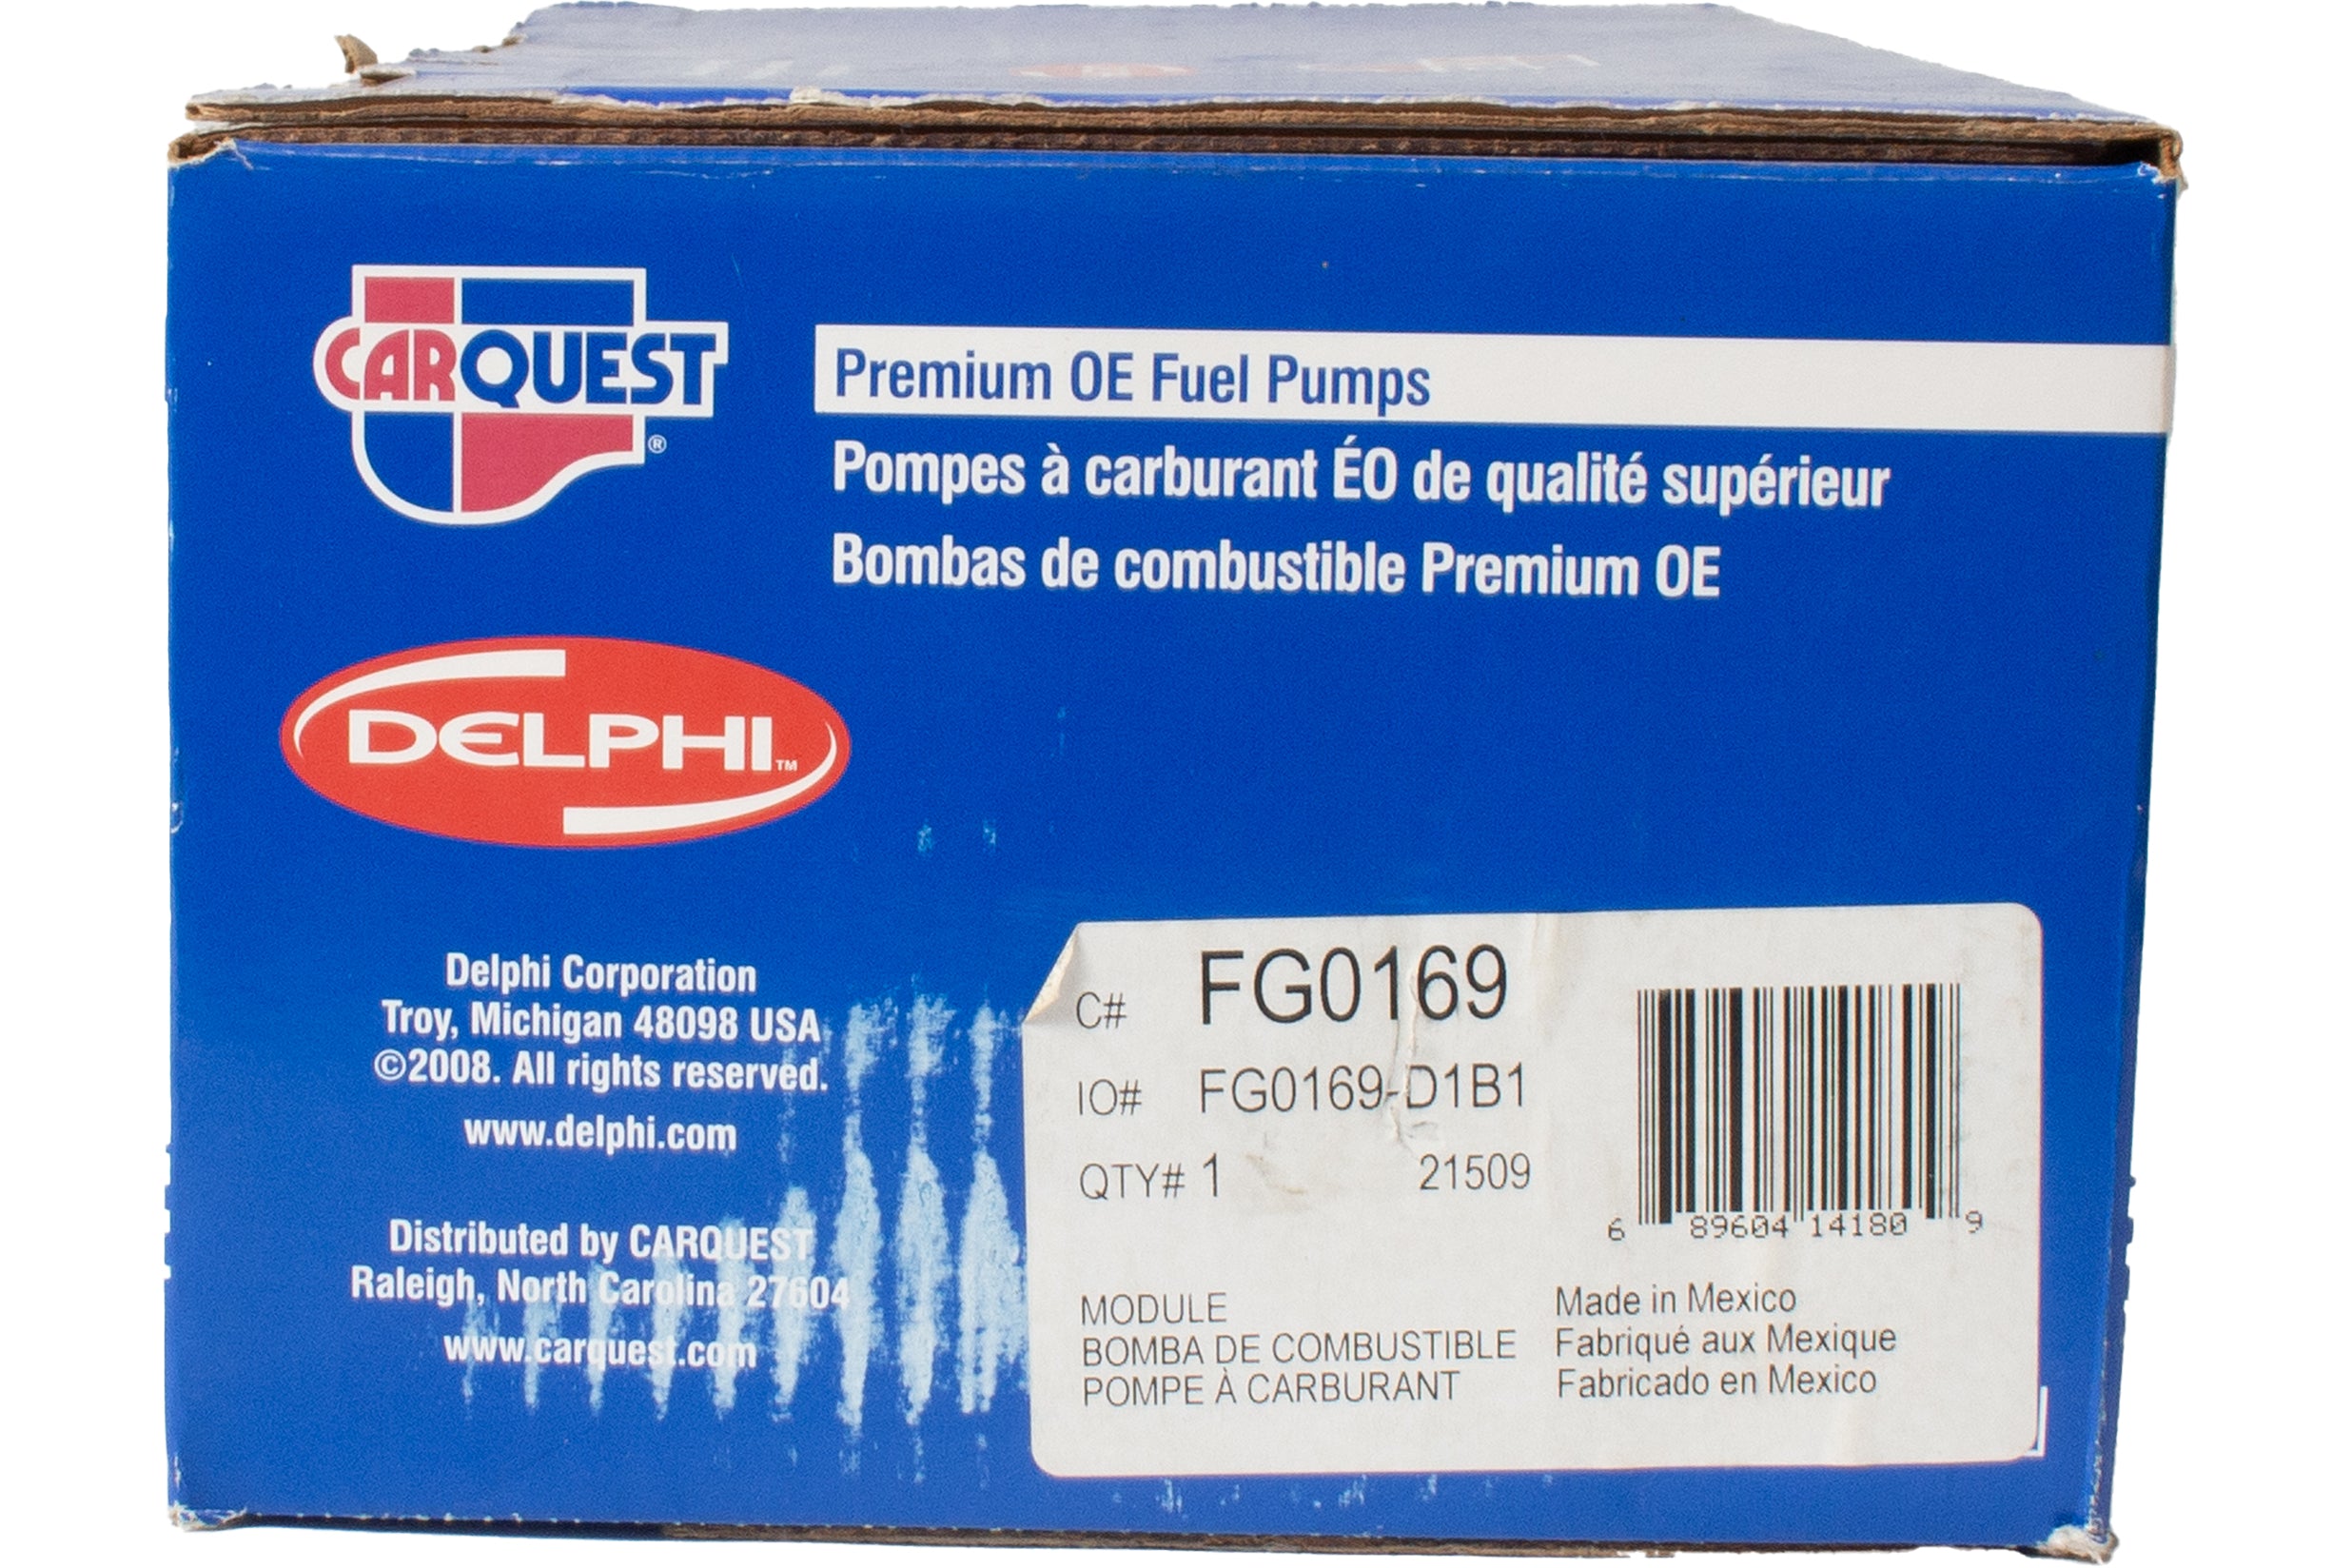 CARQUEST®
Premium OE Fuel Pumps
Pompes à carburant ÉO de qualité supérieur
Bombas de combustible Premium OE
DELPHI™
Delphi Corporation
Troy, Michigan 48098 USA
©2008. All rights reserved.
www.delphi.com
Distributed by CARQUEST
Raleigh, North Carolina 27604
www.carquest.com
C# FG0169
IO# FG0169-D1B1
QTY# 1 21509
6 89604 14180 9
MODULE
BOMBA DE COMBUSTIBLE
POMPE À CARBURANT
Made in Mexico
Fabriqué aux Mexique
Fabricado en Mexico